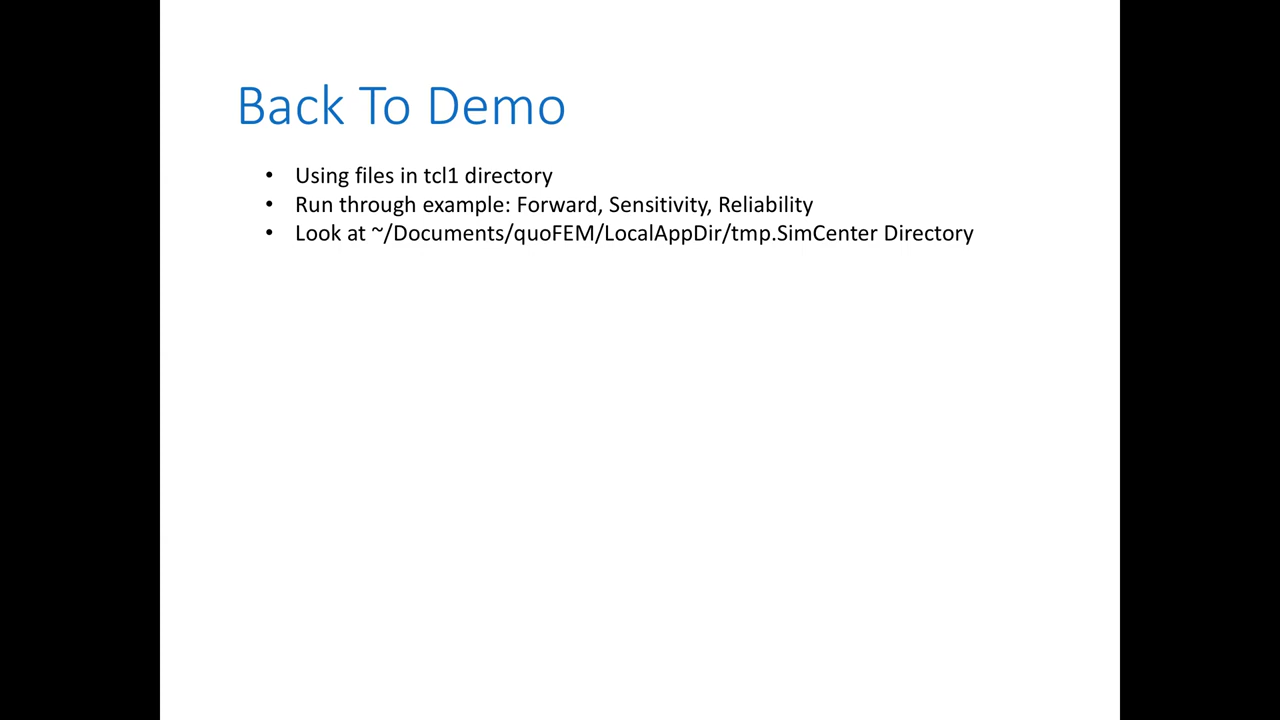 Back To Demo
• Using files in tcl1 directory
• Run through example: Forward, Sensitivity, Reliability
• Look at ~/Documents/quoFEM/LocalAppDir/tmp.SimCenter Directory